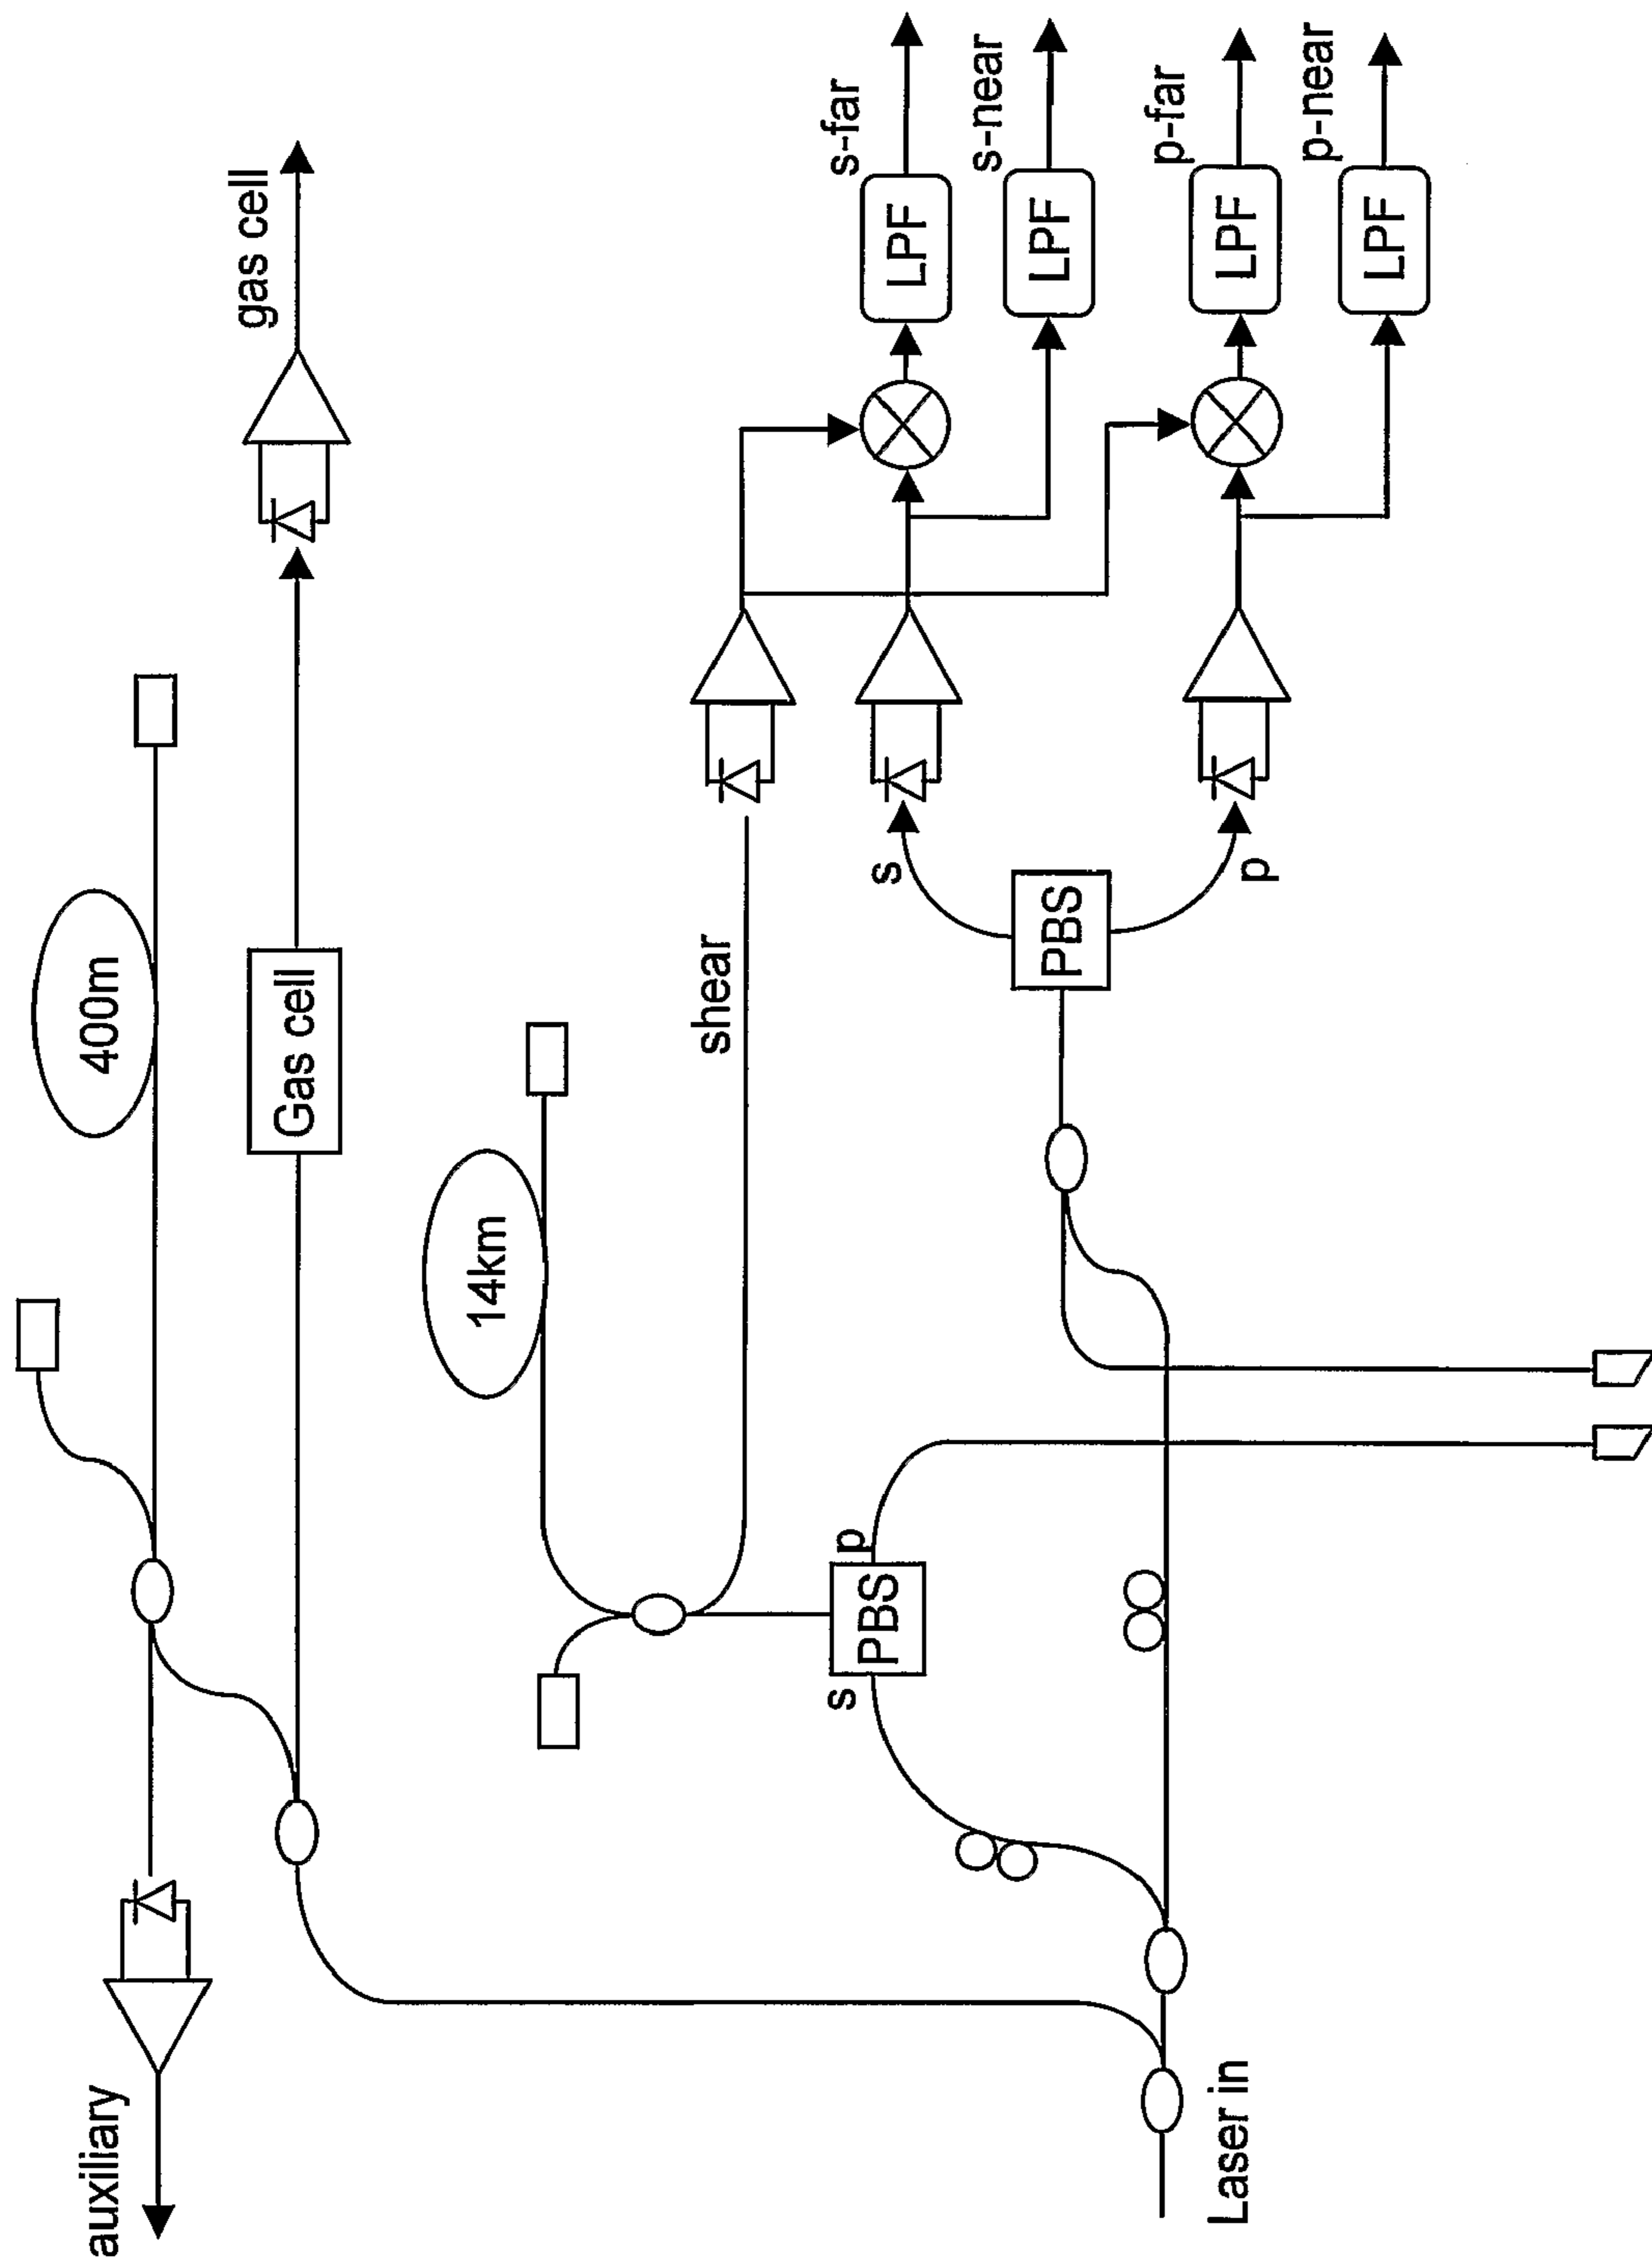 auxiliary
400m
gas cell
Gas cell
14km
shear
s
p
PBS
s
p
PBS
Laser in
LPF
s-far
LPF
s-near
LPF
p-far
LPF
p-near